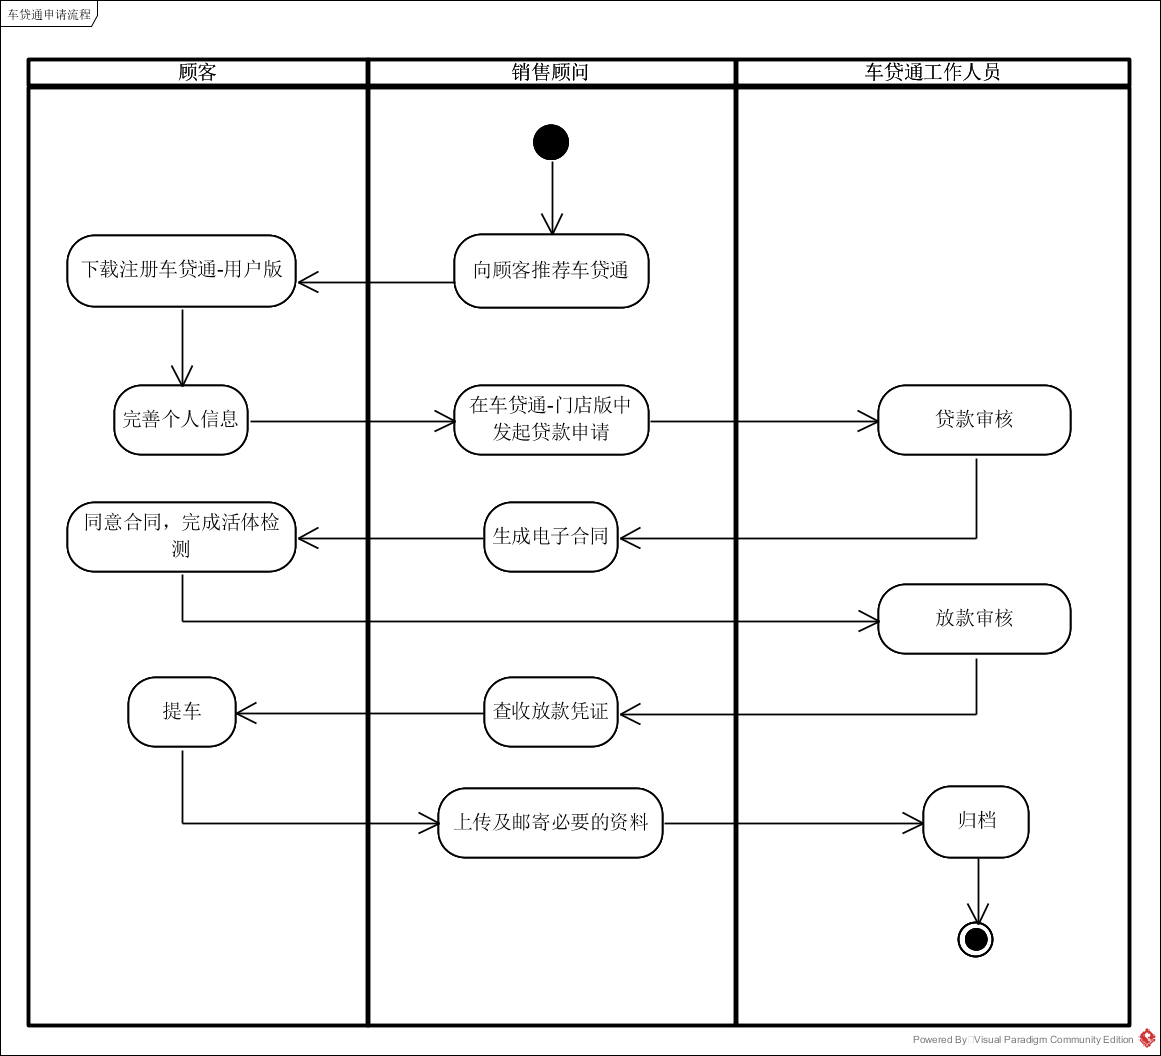 车贷通申请流程
顾客
销售顾问
车贷通工作人员
下载注册车贷通-用户版
向顾客推荐车贷通
完善个人信息
在车贷通-门店版中
发起贷款申请
贷款审核
同意合同，完成活体检
测
生成电子合同
放款审核
提车
查收放款凭证
上传及邮寄必要的资料
归档
Powered By Visual Paradigm Community Edition